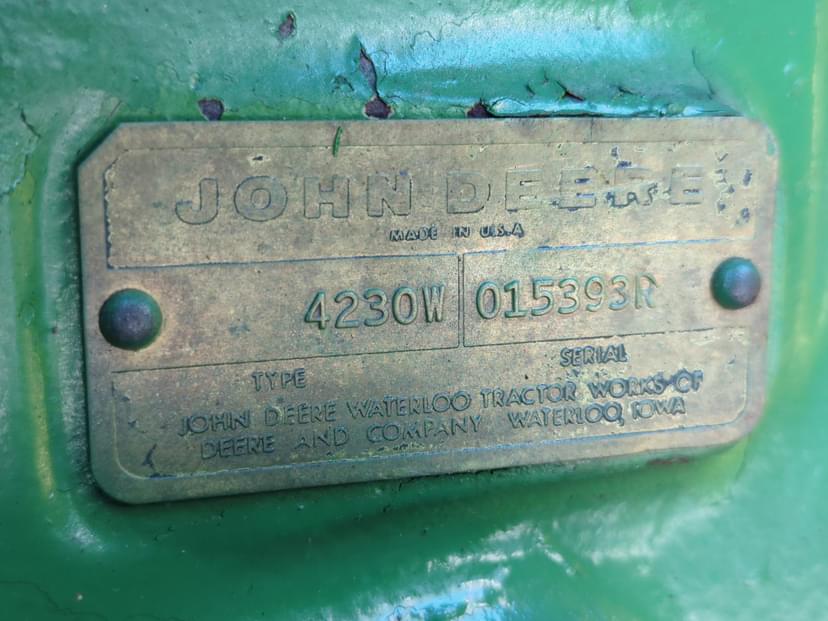 JOHN DEERE
MADE IN U.S.A
4230W 015393R
TYPE SERIAL
JOHN DEERE WATERLOO TRACTOR WORKS OF
DEERE AND COMPANY WATERLOO, IOWA